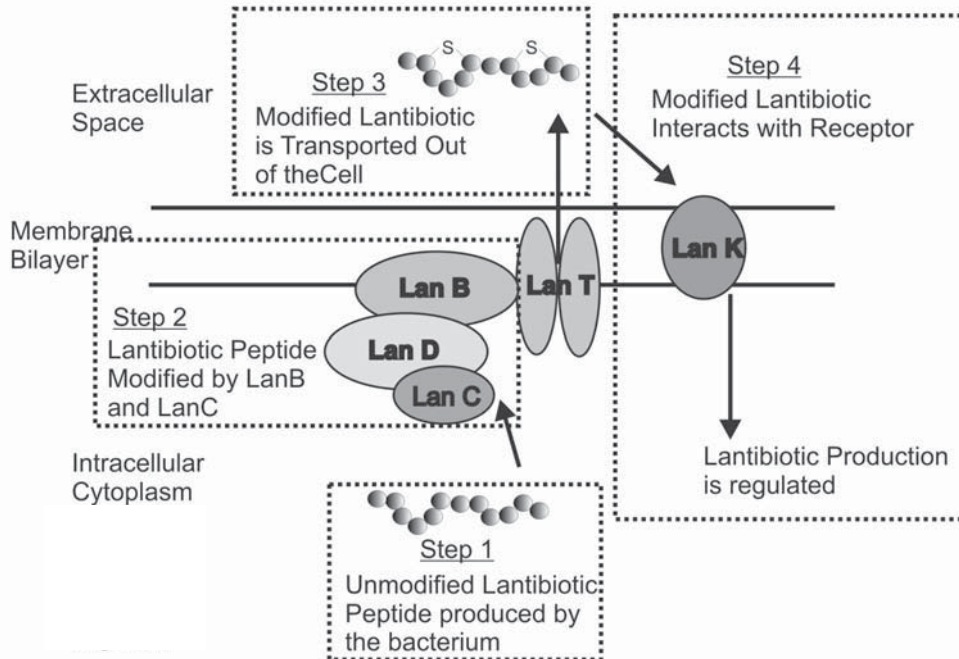 S
S
Step 3
Modified Lantibiotic
is Transported Out
of theCell
Extracellular
Space
Step 4
Modified Lantibiotic
Interacts with Receptor
Membrane
Bilayer
Lan B
Lan T
Lan K
Step 2
Lantibiotic Peptide
Modified by LanB
and LanC
Lan D
Lan C
Intracellular
Cytoplasm
Lantibiotic Production
is regulated
Step 1
Unmodified Lantibiotic
Peptide produced by
the bacterium